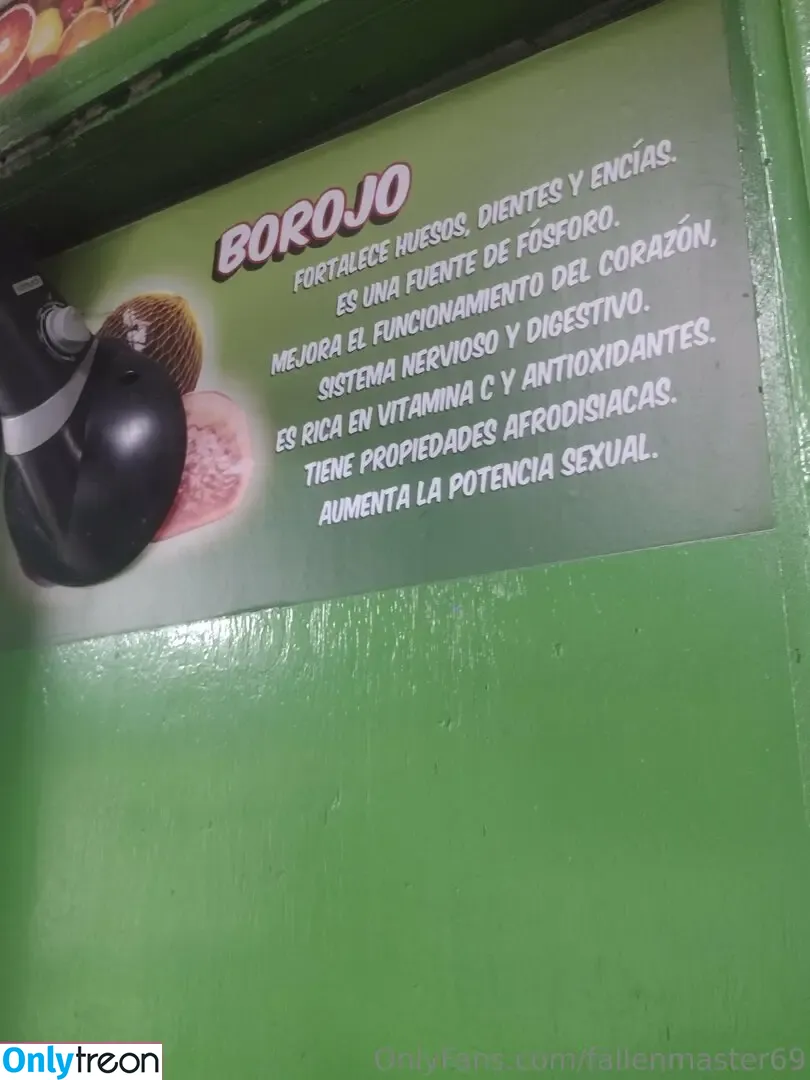 BOROJO
FORTALECE HUESOS, DIENTES Y ENCÍAS.
ES UNA FUENTE DE FÓSFORO.
MEJORA EL FUNCIONAMIENTO DEL CORAZÓN,
SISTEMA NERVIOSO Y DIGESTIVO.
ES RICA EN VITAMINA C Y ANTIOXIDANTES.
TIENE PROPIEDADES AFRODISIACAS.
AUMENTA LA POTENCIA SEXUAL.
Onlytreon
OnlyFans.com/fallenmaster69